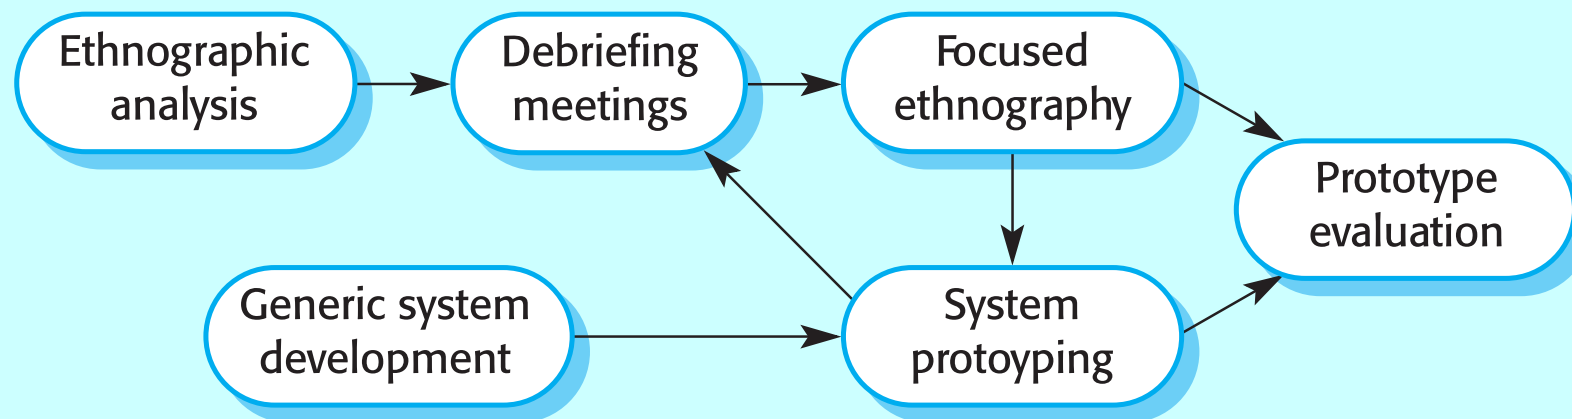 Ethnographic
analysis
Debriefing
meetings
Focused
ethnography
Prototype
evaluation
Generic system
development
System
protoyping